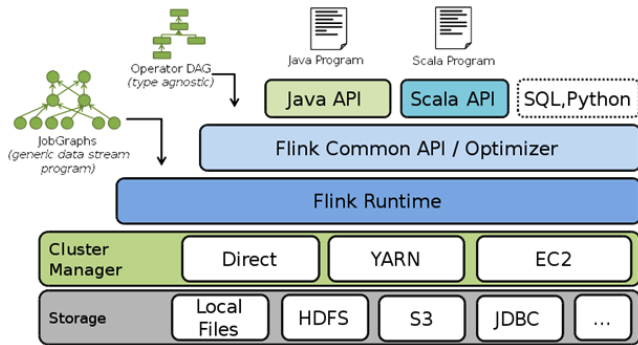 Operator DAG
(type agnostic)
Java Program
Scala Program
Java API
Scala API
SQL,Python
JobGraphs
(generic data stream
program)
Flink Common API / Optimizer
Flink Runtime
Cluster
Manager
Direct
YARN
EC2
Storage
Local
Files
HDFS
S3
JDBC
...